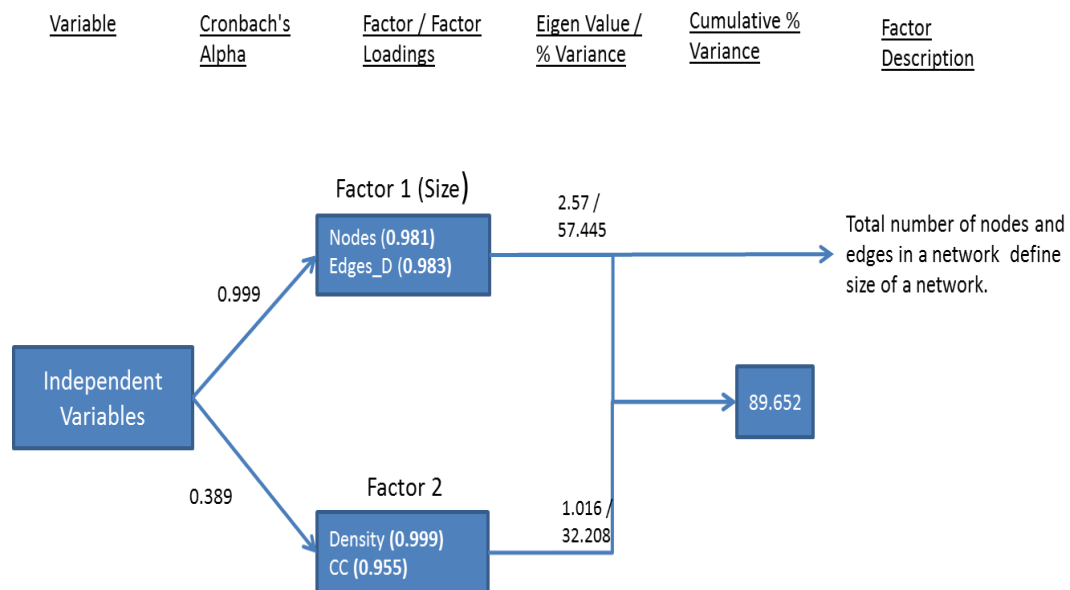 Variable
Cronbach's
Alpha
Factor / Factor
Loadings
Eigen Value /
% Variance
Cumulative %
Variance
Factor
Description
Factor 1 (Size)
Nodes (0.981)
Edges_D (0.983)
2.57 /
57.445
Total number of nodes and
edges in a network define
size of a network.
0.999
Independent
Variables
89.652
0.389
Factor 2
Density (0.999)
CC (0.955)
1.016 /
32.208